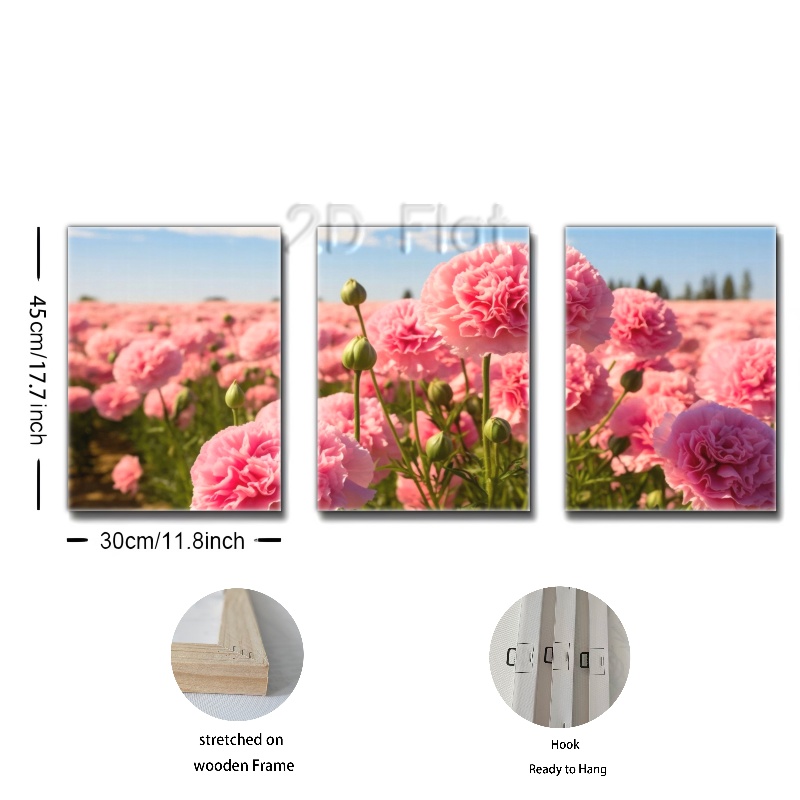 2D Flat
45cm/17.7inch
30cm/11.8inch
stretched on
wooden Frame
Hook
Ready to Hang